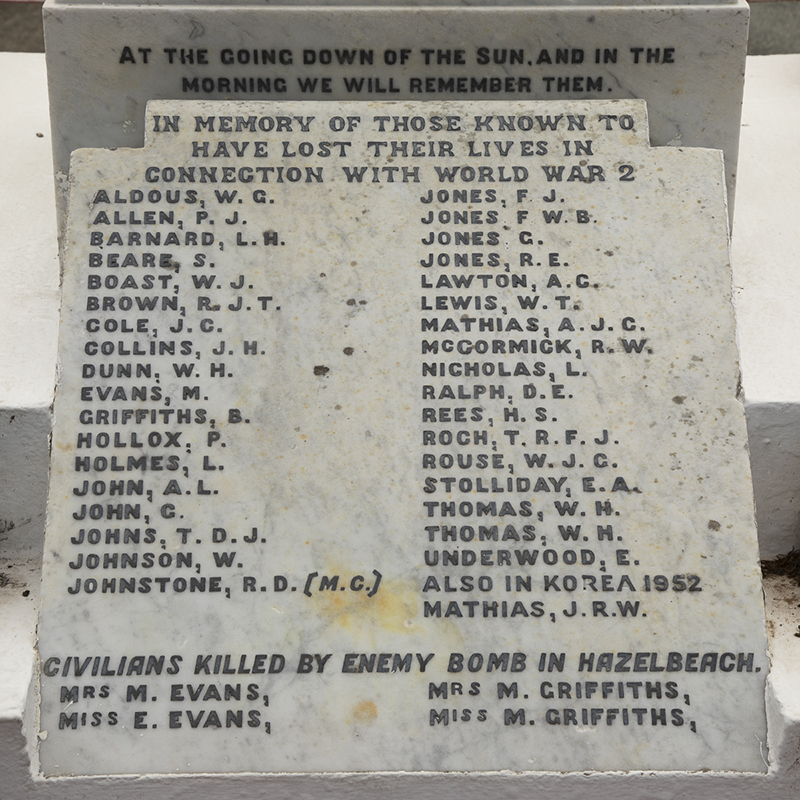 AT THE GOING DOWN OF THE SUN, AND IN THE
MORNING WE WILL REMEMBER THEM.
IN MEMORY OF THOSE KNOWN TO
HAVE LOST THEIR LIVES IN
CONNECTION WITH WORLD WAR 2
ALDOUS, W. G.
ALLEN, P. J.
BARNARD, L. H.
BEARE, S.
BOAST, W. J.
BROWN, R. J. T.
COLE, J. C.
COLLINS, J. H.
DUNN, W. H.
EVANS, M.
GRIFFITHS, B.
HOLLOX, P.
HOLMES, L.
JOHN, A. L.
JOHN, G.
JOHNS, T. D. J.
JOHNSON, W.
JOHNSTONE, R. D. (M.C.)
JONES, F. J.
JONES F W. B.
JONES G.
JONES, R. E.
LAWTON, A. G.
LEWIS, W. T.
MATHIAS, A. J. G.
MCCORMICK, R. W.
NICHOLAS, L.
RALPH, D. E.
REES, H. S.
ROCH, T. R. F. J.
ROUSE, W. J. G.
STOLLIDAY, E. A.
THOMAS, W. H.
THOMAS, W. H.
UNDERWOOD, E.
ALSO IN KOREA 1952
MATHIAS, J. R. W.
CIVILIANS KILLED BY ENEMY BOMB IN HAZELBEACH.
MRS M. EVANS,
MISS E. EVANS,
MRS M. GRIFFITHS,
MISS M. GRIFFITHS,